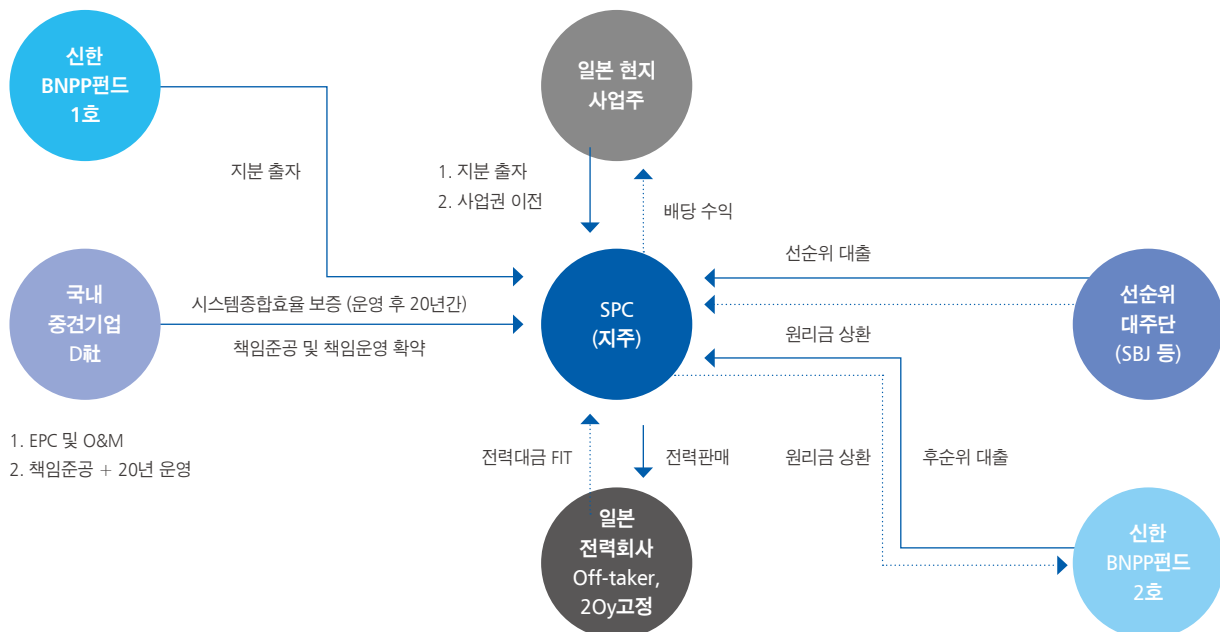 신한
BNPP펀드
1호
일본 현지
사업주
지분 출자
1. 지분 출자
2. 사업권 이전
배당 수익
국내
중견기업
D社
시스템종합효율 보증 (운영 후 20년간)
책임준공 및 책임운영 확약
SPC
(지주)
선순위 대출
원리금 상환
선순위
대주단
(SBJ 등)
1. EPC 및 O&M
2. 책임준공 + 20년 운영
전력대금 FIT
전력판매
원리금 상환
후순위 대출
일본
전력회사
Off-taker,
2Oy고정
신한
BNPP펀드
2호